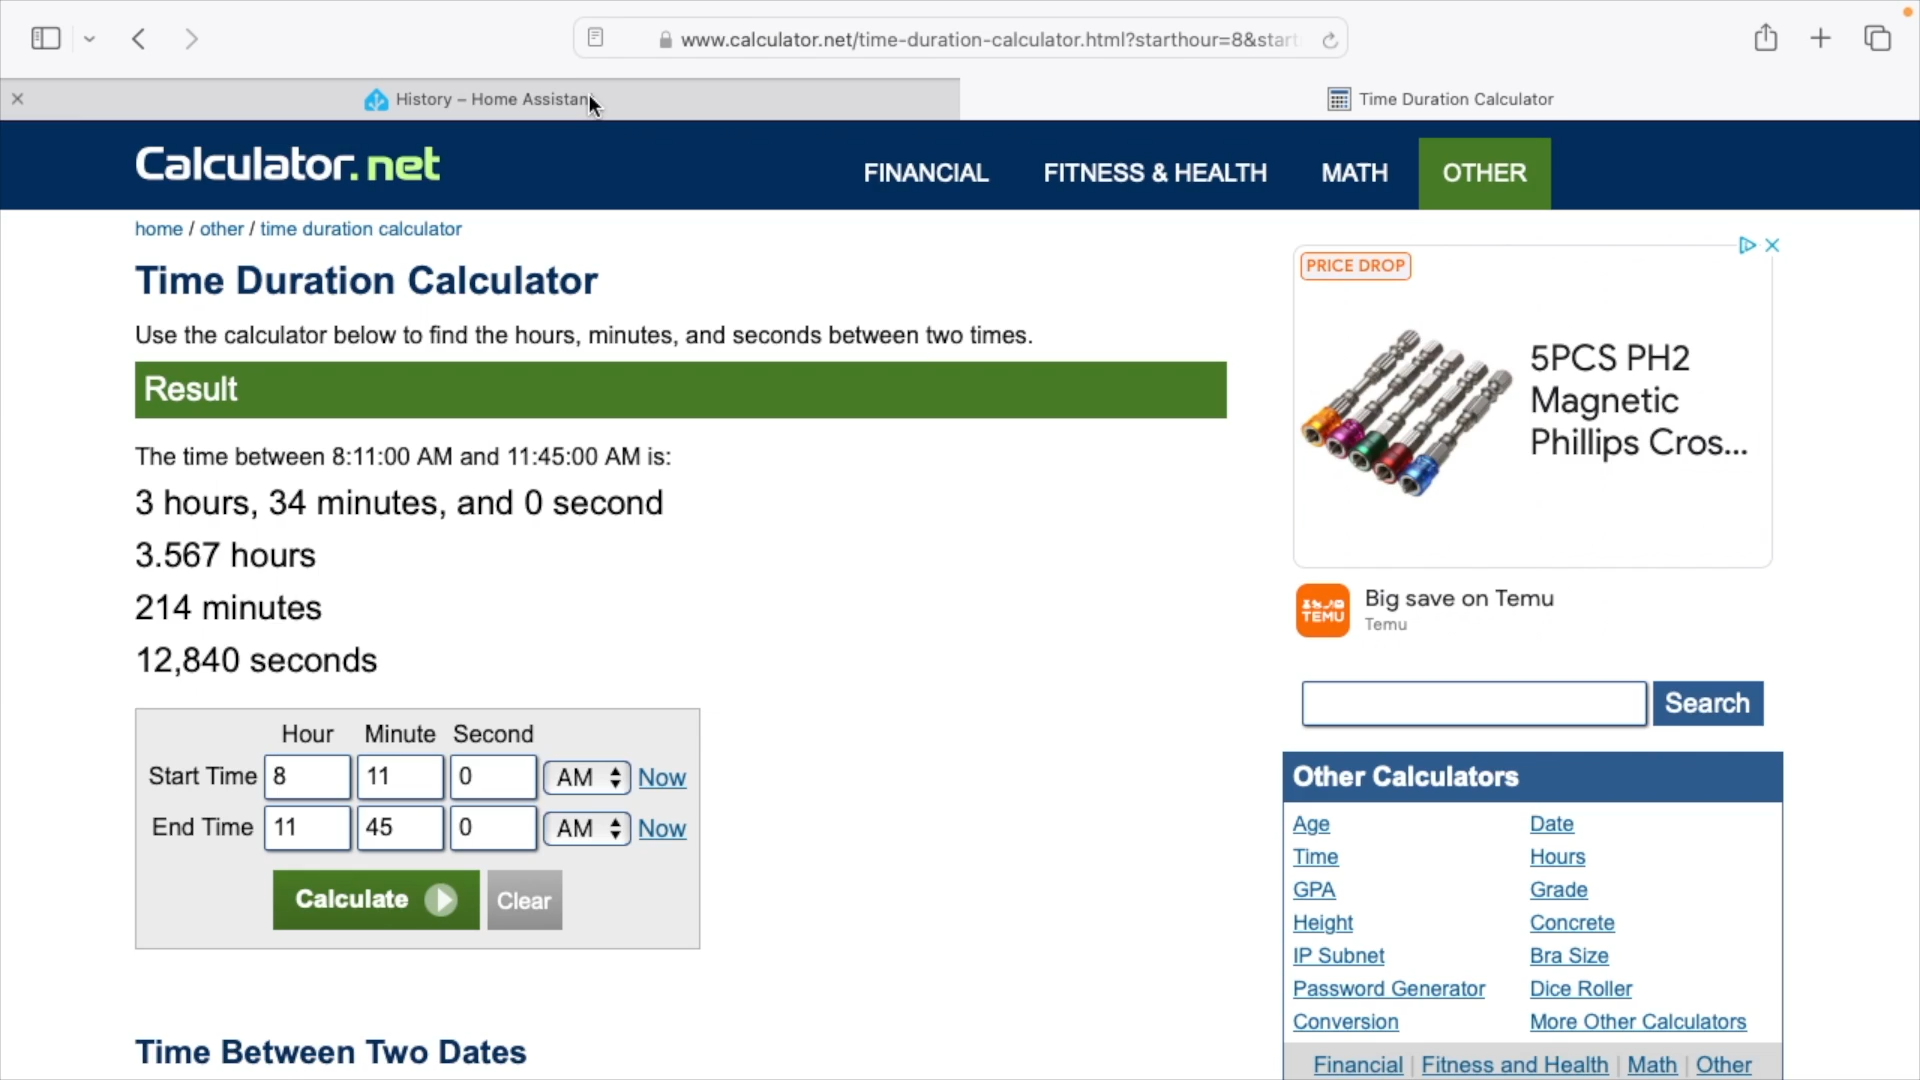 www.calculator.net/time-duration-calculator.html?starthour=8&start
History – Home Assistan
Time Duration Calculator
Calculator.net
FINANCIAL
FITNESS & HEALTH
MATH
OTHER
home / other / time duration calculator
Time Duration Calculator
Use the calculator below to find the hours, minutes, and seconds between two times.
Result
The time between 8:11:00 AM and 11:45:00 AM is:
3 hours, 34 minutes, and 0 second
3.567 hours
214 minutes
12,840 seconds
Hour Minute Second
Start Time 8 11 0 AM Now
End Time 11 45 0 AM Now
Calculate Clear
Time Between Two Dates
PRICE DROP
5PCS PH2
Magnetic
Phillips Cros...
TEMU
Big save on Temu
Temu
Search
Other Calculators
Age Date
Time Hours
GPA Grade
Height Concrete
IP Subnet Bra Size
Password Generator Dice Roller
Conversion More Other Calculators
Financial | Fitness and Health | Math | Other